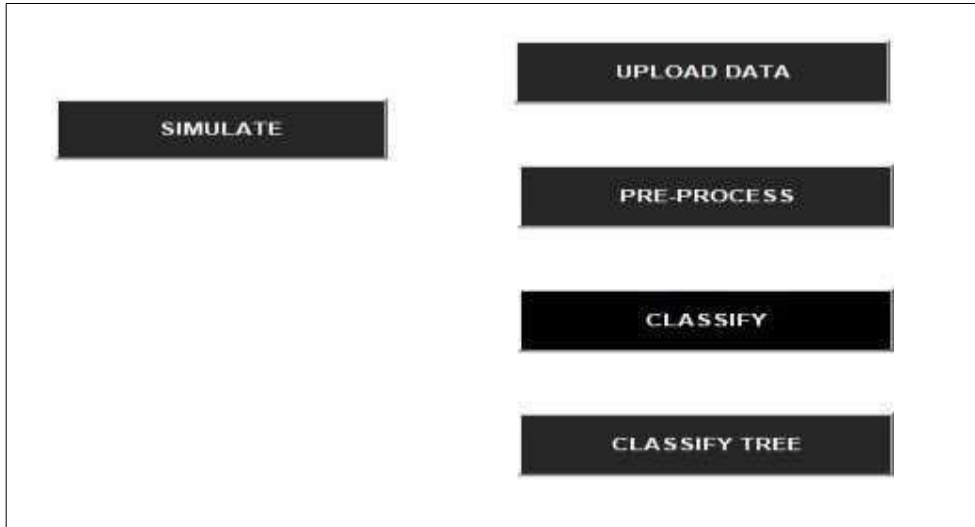 SIMULATE
UPLOAD DATA
PRE-PROCESS
CLASSIFY
CLASSIFY TREE